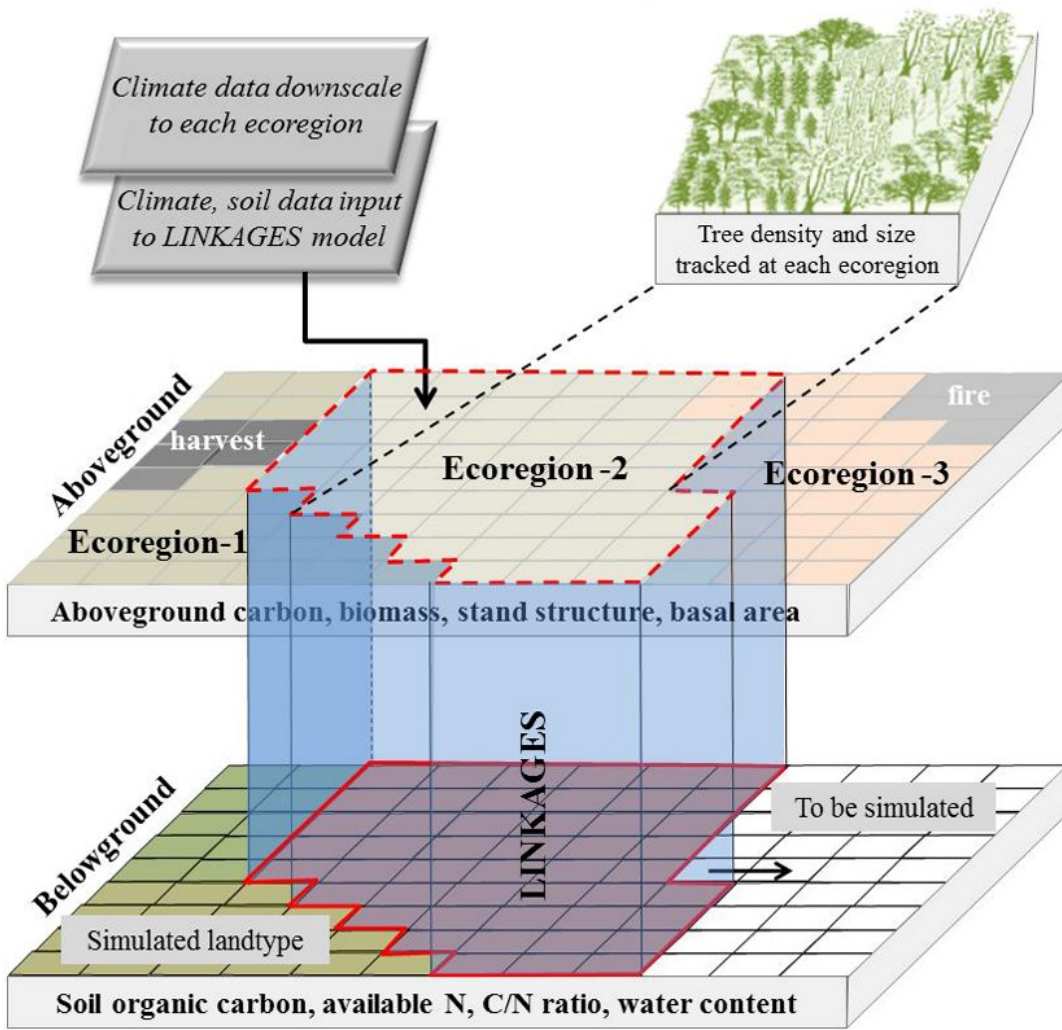 Climate data downscale
to each ecoregion
Climate, soil data input
to LINKAGES model
Tree density and size
tracked at each ecoregion
Aboveground
harvest
fire
Ecoregion -2
Ecoregion -3
Ecoregion-1
Aboveground carbon, biomass, stand structure, basal area
LINKAGES
Belowground
To be simulated
Simulated landtype
Soil organic carbon, available N, C/N ratio, water content